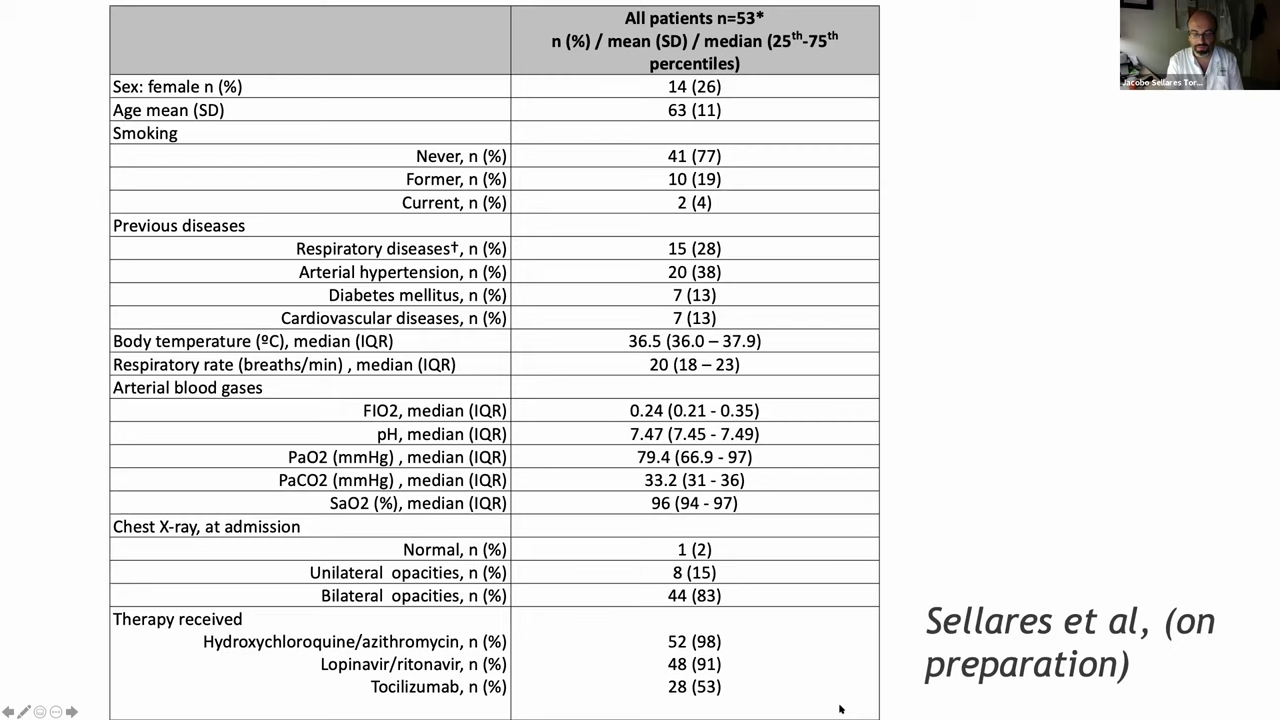 All patients n=53*
n (%) / mean (SD) / median (25th-75th
percentiles)
Sex: female n (%) 14 (26)
Age mean (SD) 63 (11)
Smoking
Never, n (%) 41 (77)
Former, n (%) 10 (19)
Current, n (%) 2 (4)
Previous diseases
Respiratory diseases†, n (%) 15 (28)
Arterial hypertension, n (%) 20 (38)
Diabetes mellitus, n (%) 7 (13)
Cardiovascular diseases, n (%) 7 (13)
Body temperature (ºC), median (IQR) 36.5 (36.0 – 37.9)
Respiratory rate (breaths/min) , median (IQR) 20 (18 – 23)
Arterial blood gases
FIO2, median (IQR) 0.24 (0.21 - 0.35)
pH, median (IQR) 7.47 (7.45 - 7.49)
PaO2 (mmHg) , median (IQR) 79.4 (66.9 - 97)
PaCO2 (mmHg) , median (IQR) 33.2 (31 - 36)
SaO2 (%), median (IQR) 96 (94 - 97)
Chest X-ray, at admission
Normal, n (%) 1 (2)
Unilateral opacities, n (%) 8 (15)
Bilateral opacities, n (%) 44 (83)
Therapy received
Hydroxychloroquine/azithromycin, n (%) 52 (98)
Lopinavir/ritonavir, n (%) 48 (91)
Tocilizumab, n (%) 28 (53)
Jacobo Sellares Tor...
Sellares et al, (on
preparation)